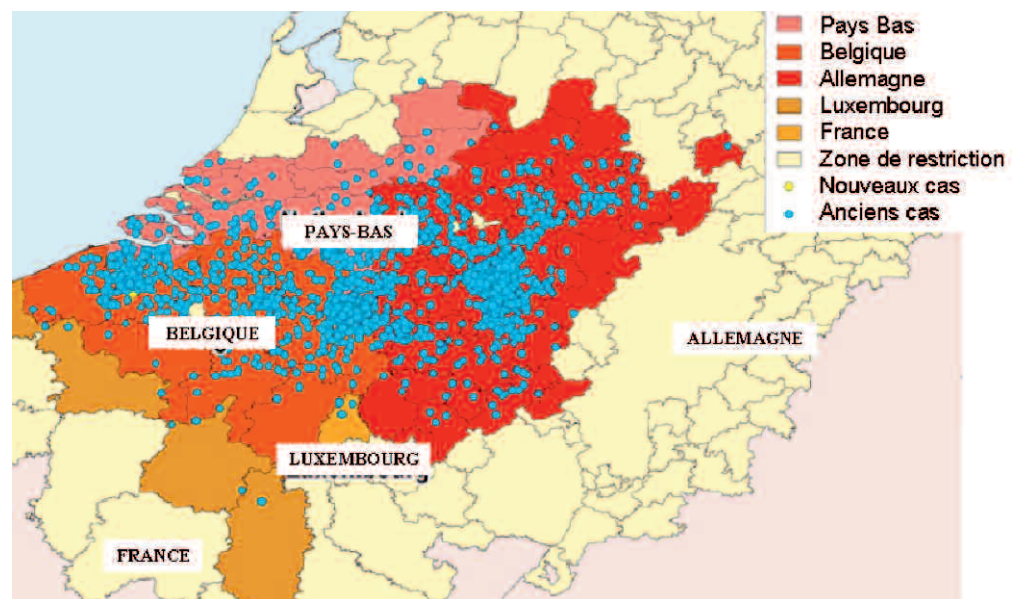 Pays Bas
Belgique
Allemagne
Luxembourg
France
Zone de restriction
Nouveaux cas
Anciens cas
PAYS-BAS
BELGIQUE
ALLEMAGNE
LUXEMBOURG
FRANCE